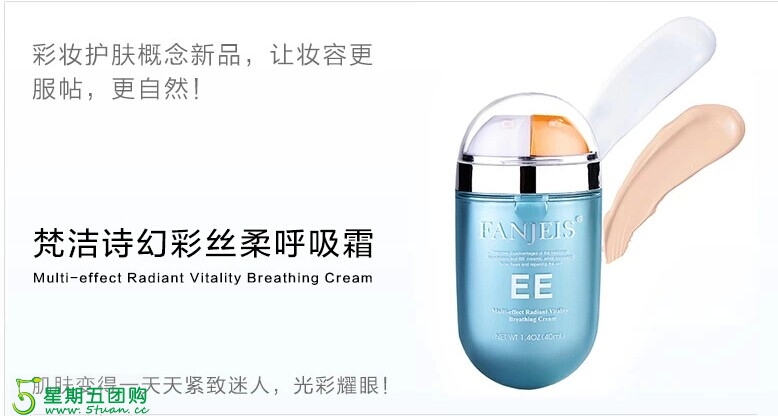 彩妆护肤概念新品，让妆容更
服帖，更自然！
梵洁诗幻彩丝柔呼吸霜
Multi-effect Radiant Vitality Breathing Cream
肌肤变得一天天紧致迷人，光彩耀眼！
5 星期五团购
www.5tuan.cc
FANJEIS®
EE
Multi-effect Radiant Vitality
Breathing Cream
NET WT 1.4OZ(40mL)